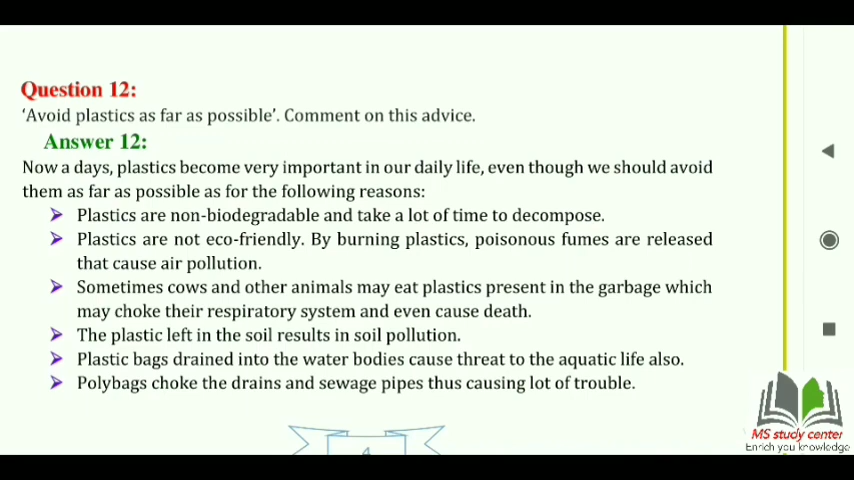 Question 12:
‘Avoid plastics as far as possible’. Comment on this advice.
Answer 12:
Now a days, plastics become very important in our daily life, even though we should avoid
them as far as possible as for the following reasons:
➢ Plastics are non-biodegradable and take a lot of time to decompose.
➢ Plastics are not eco-friendly. By burning plastics, poisonous fumes are released
that cause air pollution.
➢ Sometimes cows and other animals may eat plastics present in the garbage which
may choke their respiratory system and even cause death.
➢ The plastic left in the soil results in soil pollution.
➢ Plastic bags drained into the water bodies cause threat to the aquatic life also.
➢ Polybags choke the drains and sewage pipes thus causing lot of trouble.
MS study center
Enrich you knowledge